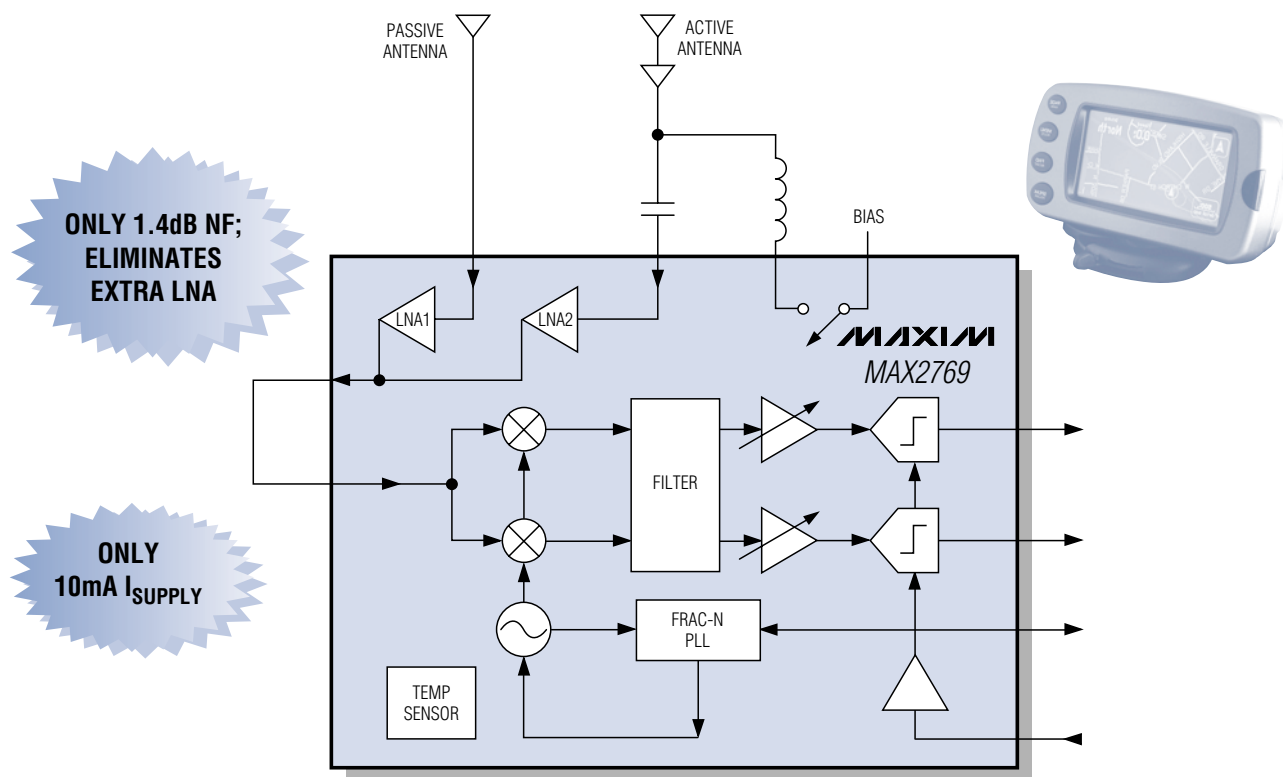 PASSIVE
ANTENNA
ACTIVE
ANTENNA
ONLY 1.4dB NF;
ELIMINATES
EXTRA LNA
BIAS
LNA1
LNA2
MAXIM
MAX2769
FILTER
ONLY
10mA ISUPPLY
FRAC-N
PLL
TEMP
SENSOR